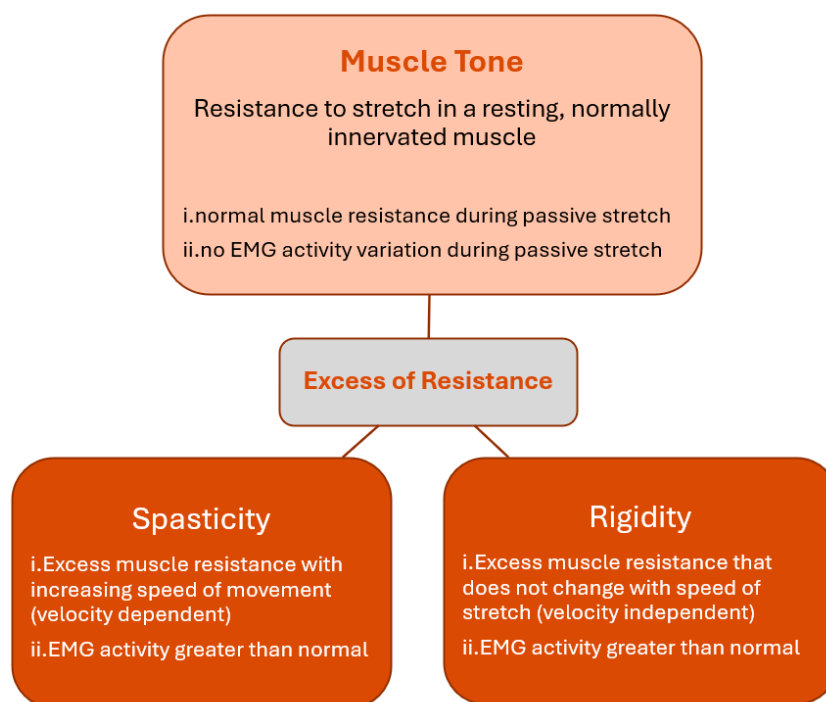 Muscle Tone
Resistance to stretch in a resting, normally
innervated muscle
i.normal muscle resistance during passive stretch
ii.no EMG activity variation during passive stretch
Excess of Resistance
Spasticity
i.Excess muscle resistance with
increasing speed of movement
(velocity dependent)
ii.EMG activity greater than normal
Rigidity
i.Excess muscle resistance that
does not change with speed of
stretch (velocity independent)
ii.EMG activity greater than normal